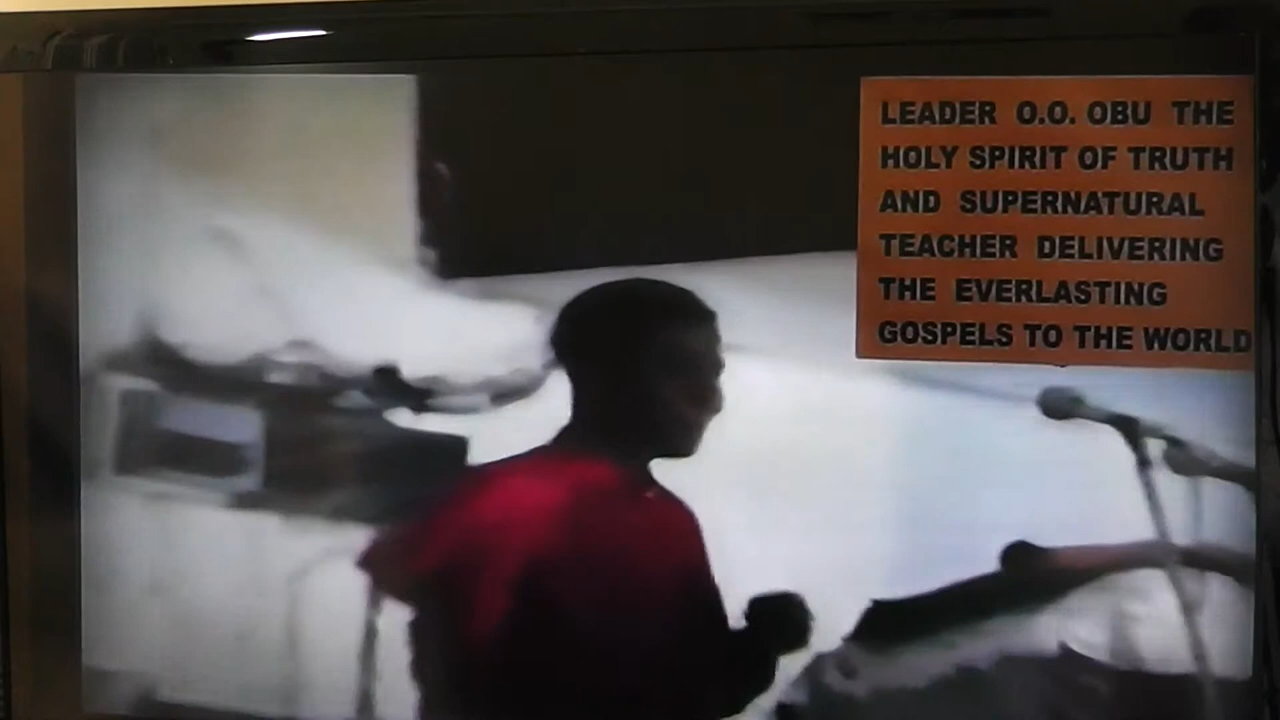 LEADER O.O. OBU THE
HOLY SPIRIT OF TRUTH
AND SUPERNATURAL
TEACHER DELIVERING
THE EVERLASTING
GOSPELS TO THE WORLD